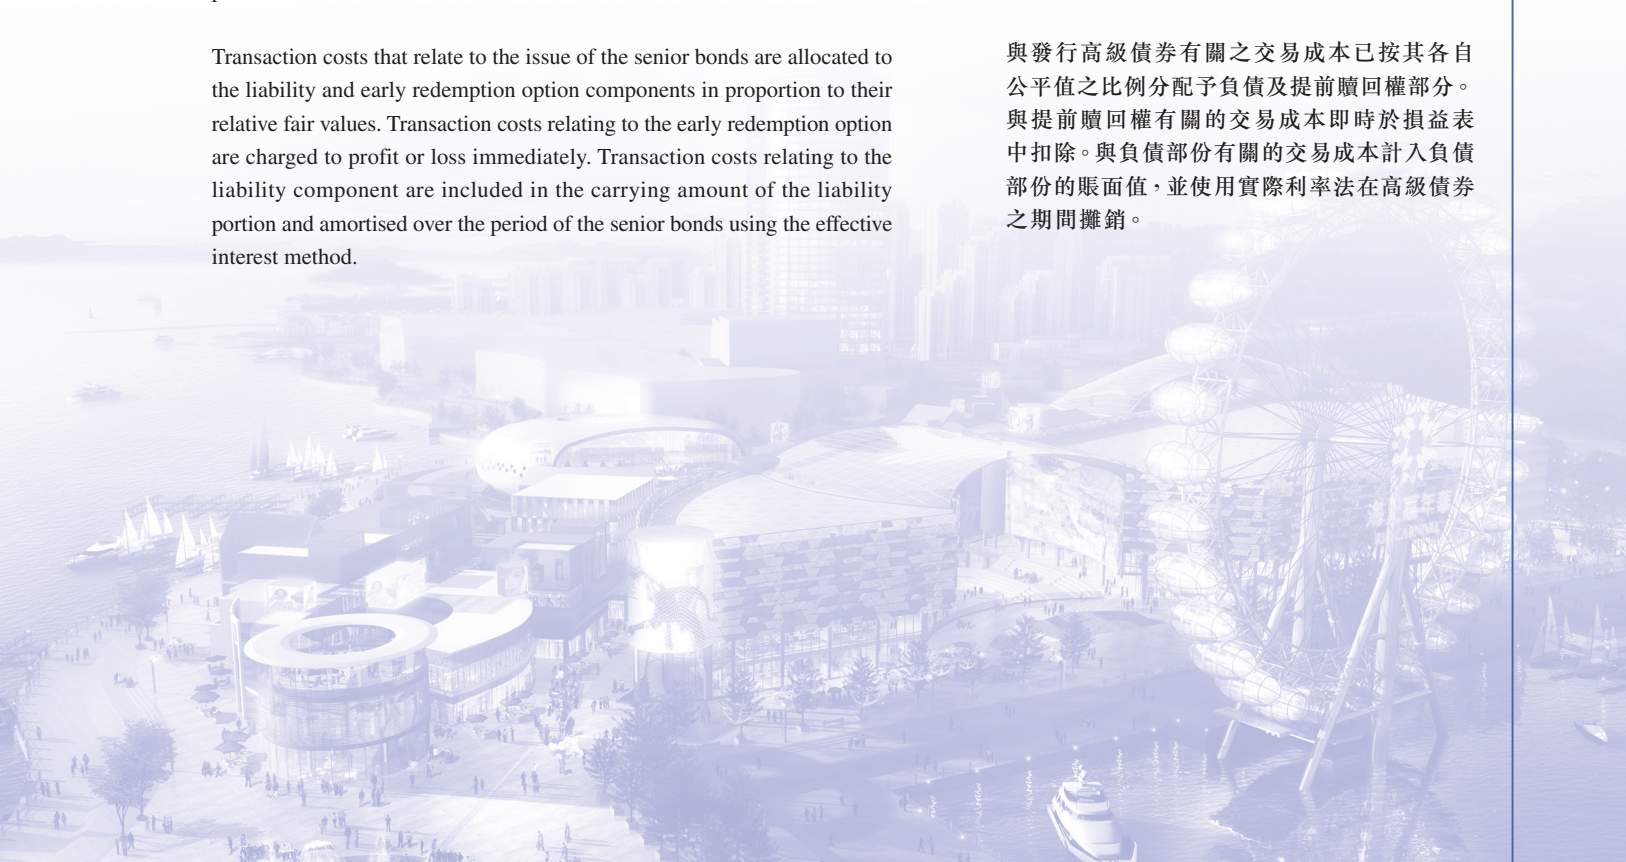 Transaction costs that relate to the issue of the senior bonds are allocated to
the liability and early redemption option components in proportion to their
relative fair values. Transaction costs relating to the early redemption option
are charged to profit or loss immediately. Transaction costs relating to the
liability component are included in the carrying amount of the liability
portion and amortised over the period of the senior bonds using the effective
interest method.
與發行高級債券有關之交易成本已按其各自
公平值之比例分配予負債及提前贖回權部分。
與提前贖回權有關的交易成本即時於損益表
中扣除。與負債部份有關的交易成本計入負債
部份的賬面值，並使用實際利率法在高級債券
之期間攤銷。